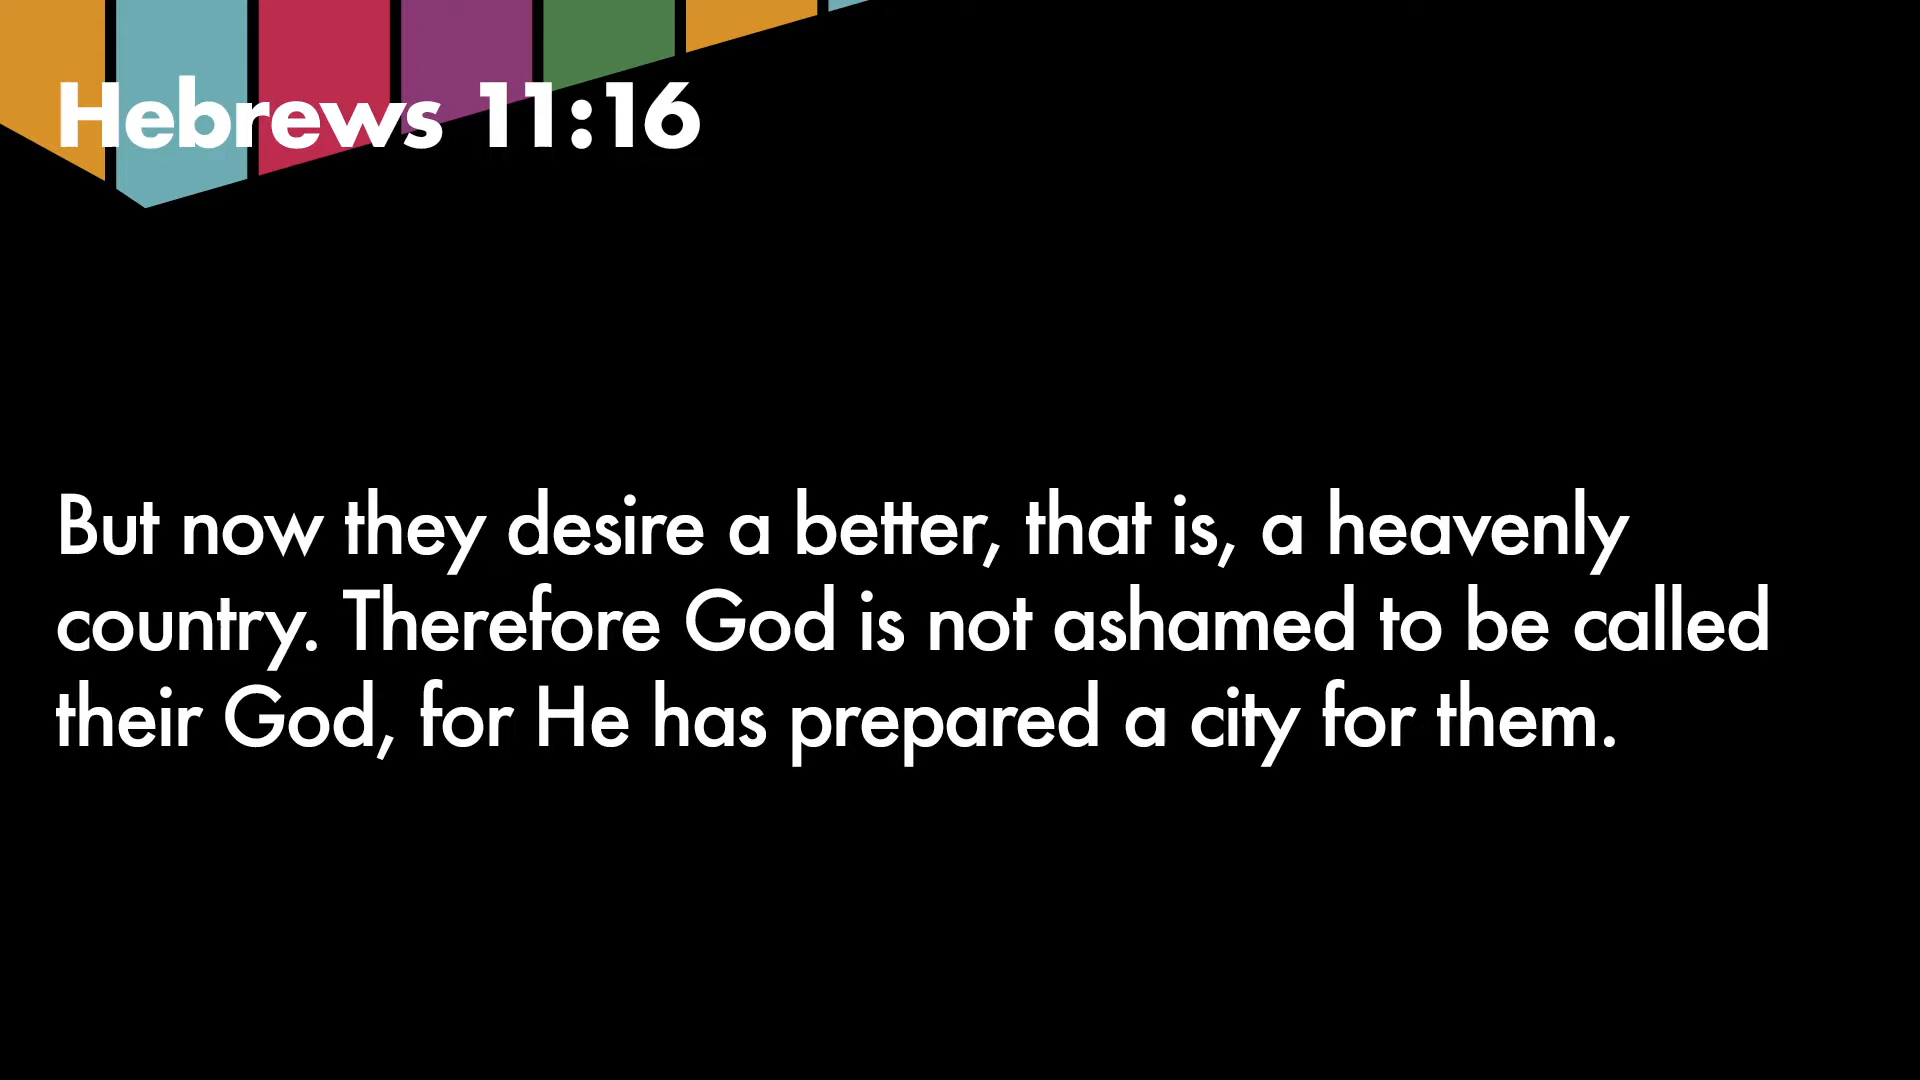 Hebrews 11:16
But now they desire a better, that is, a heavenly
country. Therefore God is not ashamed to be called
their God, for He has prepared a city for them.